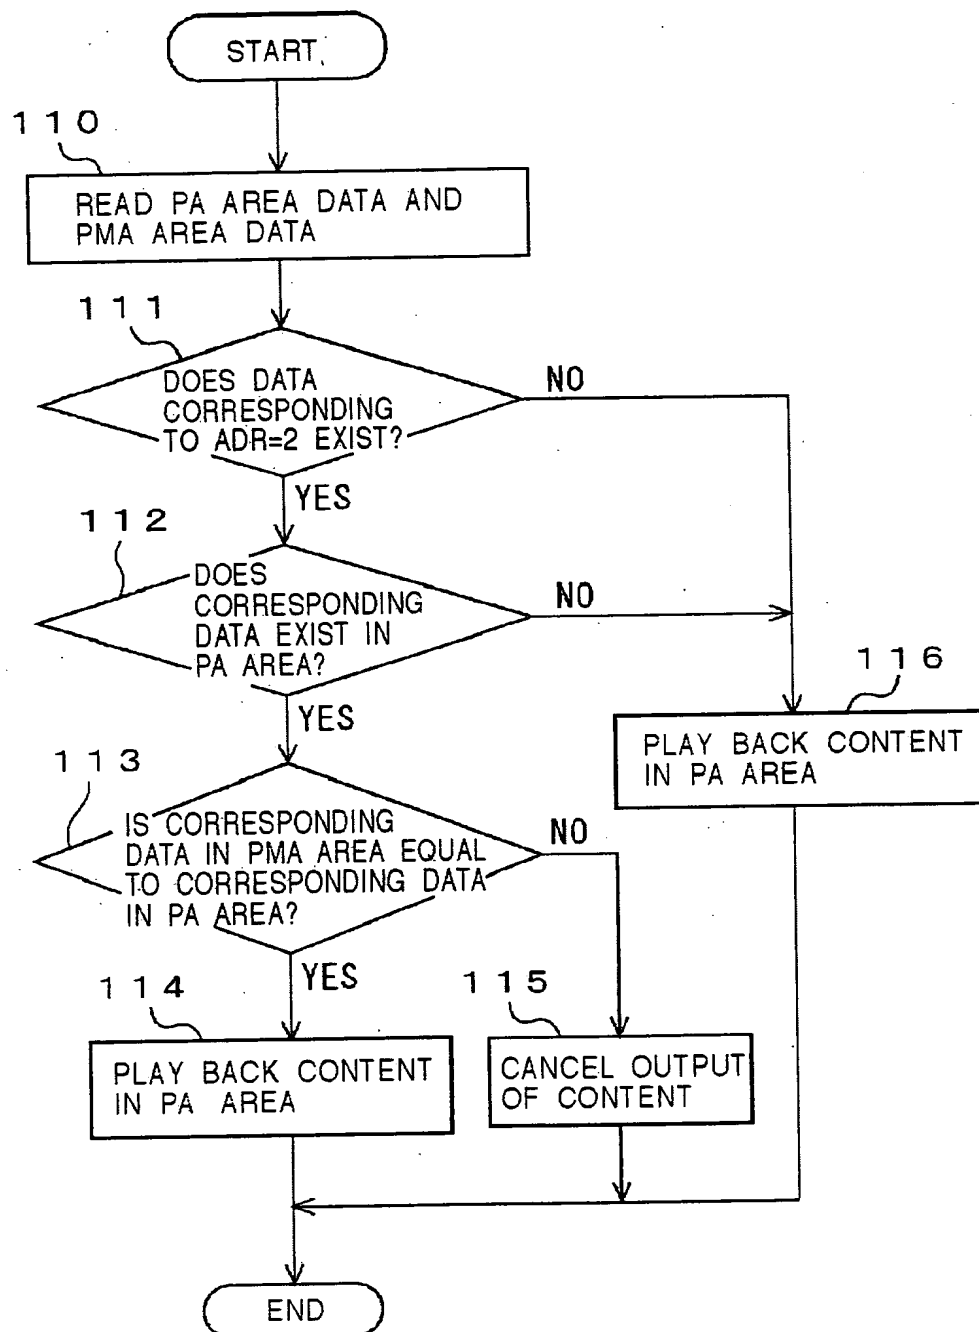 START
110
READ PA AREA DATA AND
PMA AREA DATA
111
DOES DATA
CORRESPONDING
TO ADR=2 EXIST?
NO
YES
112
DOES
CORRESPONDING
DATA EXIST IN
PA AREA?
NO
YES
116
PLAY BACK CONTENT
IN PA AREA
113
IS CORRESPONDING
DATA IN PMA AREA EQUAL
TO CORRESPONDING DATA
IN PA AREA?
NO
YES
114
PLAY BACK CONTENT
IN PA AREA
115
CANCEL OUTPUT
OF CONTENT
END